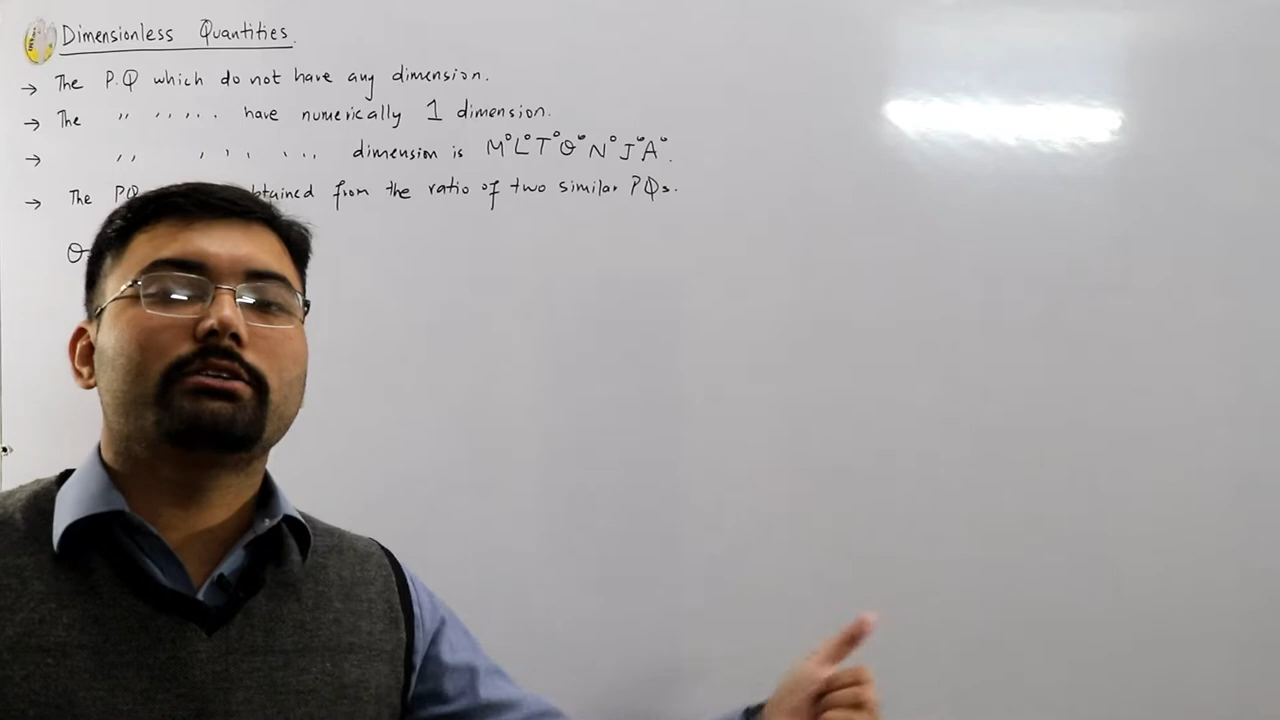 Dimensionless Quantities.
→ The P.Q which do not have any dimension.
→ The " " " have numerically 1 dimension.
→ " " " dimension is M⁰L⁰T⁰θ⁰N⁰J⁰A⁰.
→ The PQ from the ratio of two similar PQs.
θ